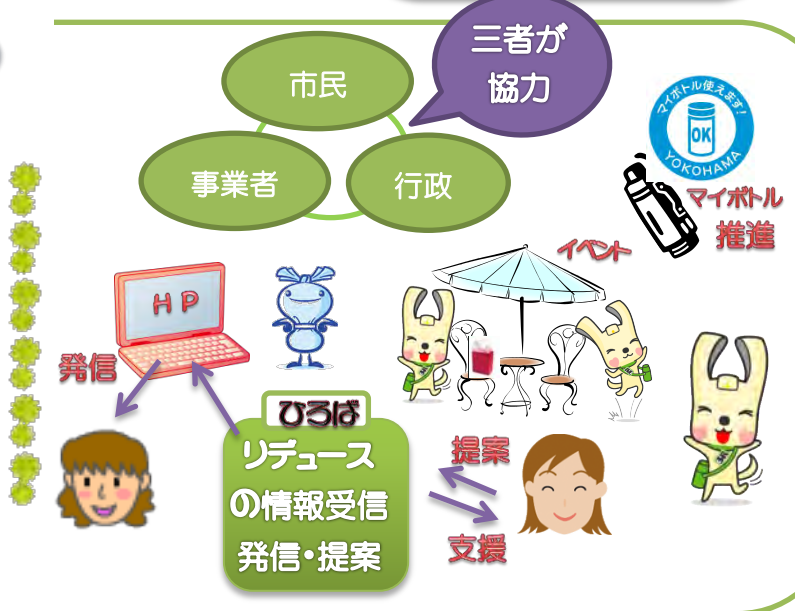 三者が
協力
市民
事業者
行政
マイボトル使えます!
OK
YOKOHAMA
マイボトル
推進
イベント
HP
発信
ひろば
リデュース
の情報受信
発信・提案
提案
支援